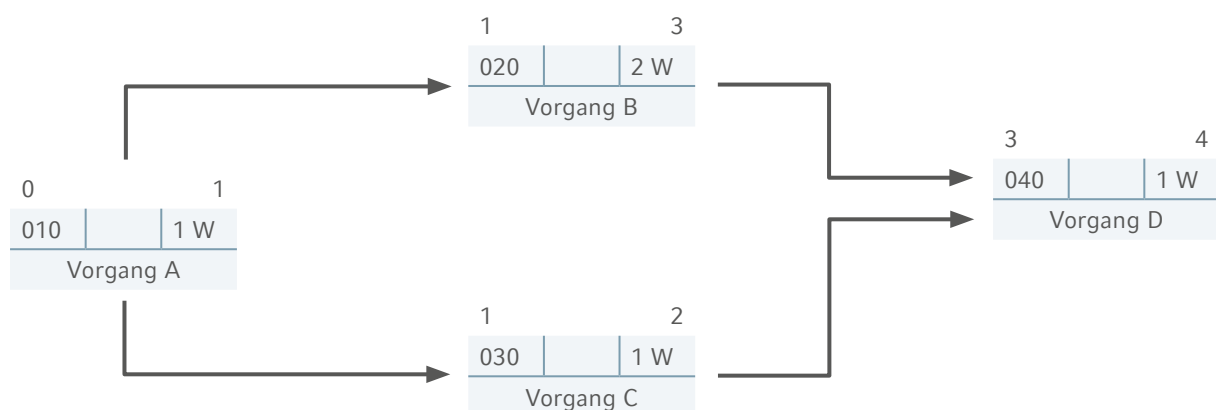 0 1
010 1 W
Vorgang A
1 3
020 2 W
Vorgang B
1 2
030 1 W
Vorgang C
3 4
040 1 W
Vorgang D